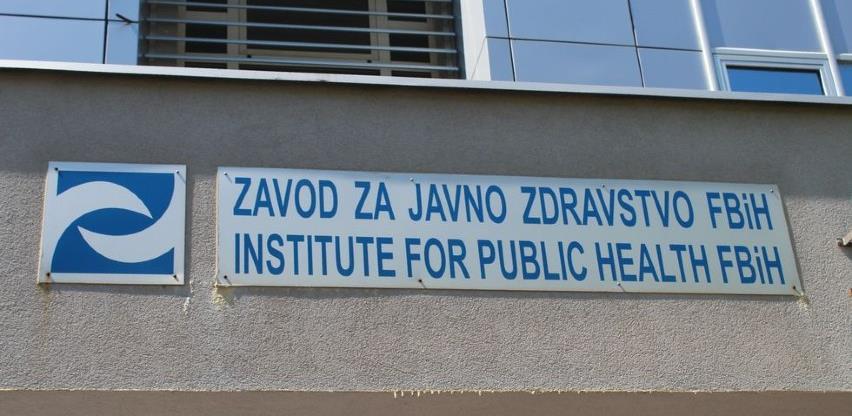 ZAVOD ZA JAVNO ZDRAVSTVO FBiH
INSTITUTE FOR PUBLIC HEALTH FBiH